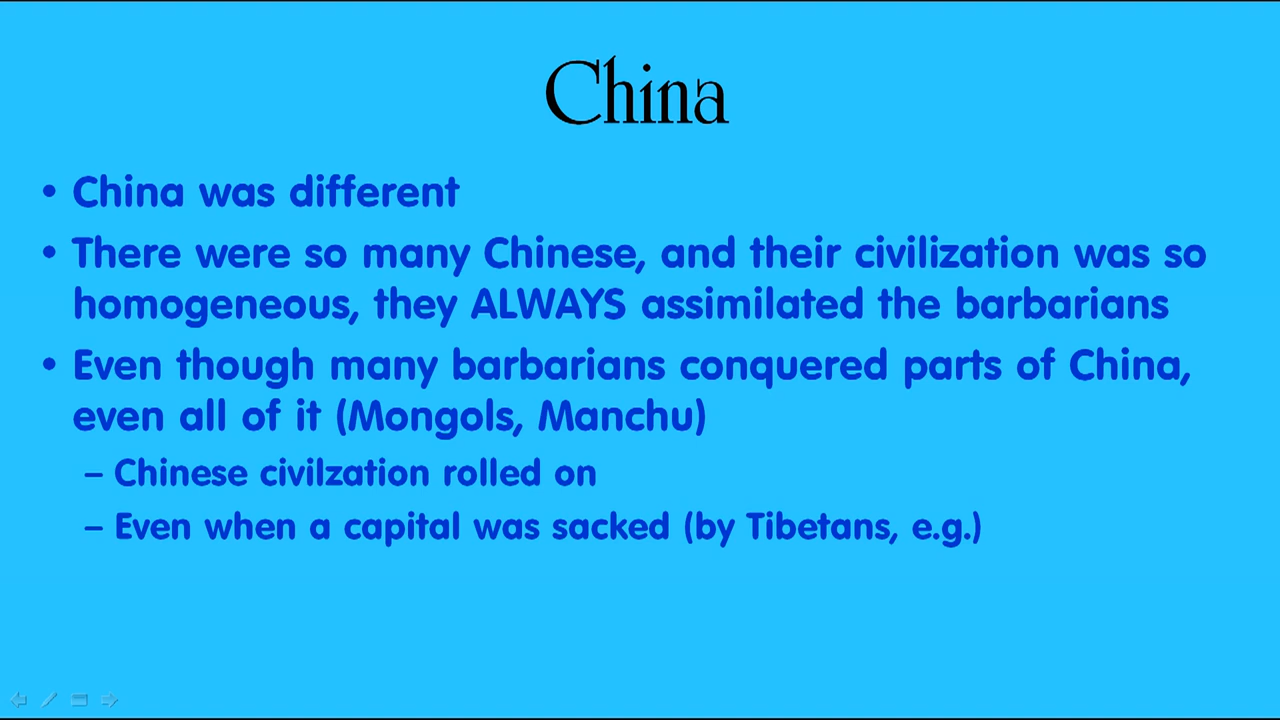 China
• China was different
• There were so many Chinese, and their civilization was so
homogeneous, they ALWAYS assimilated the barbarians
• Even though many barbarians conquered parts of China,
even all of it (Mongols, Manchu)
– Chinese civilzation rolled on
– Even when a capital was sacked (by Tibetans, e.g.)